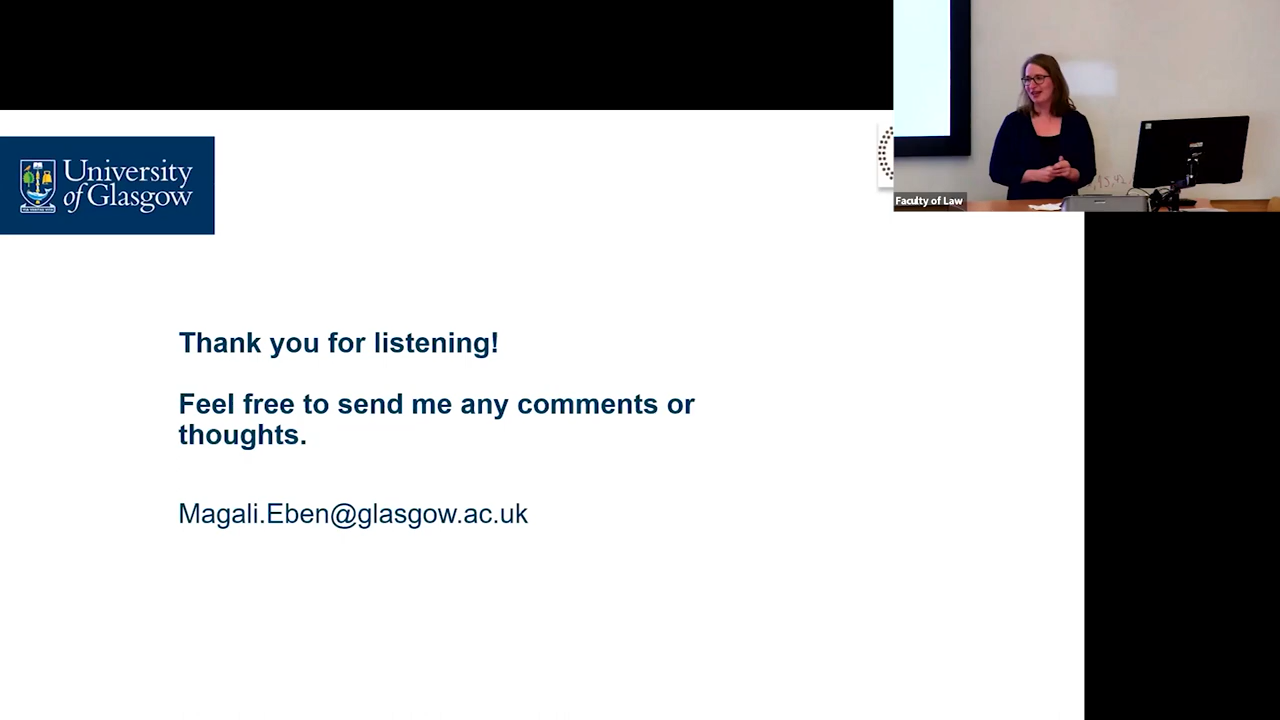 University
of Glasgow
Faculty of Law
Thank you for listening!
Feel free to send me any comments or
thoughts.
Magali.Eben@glasgow.ac.uk